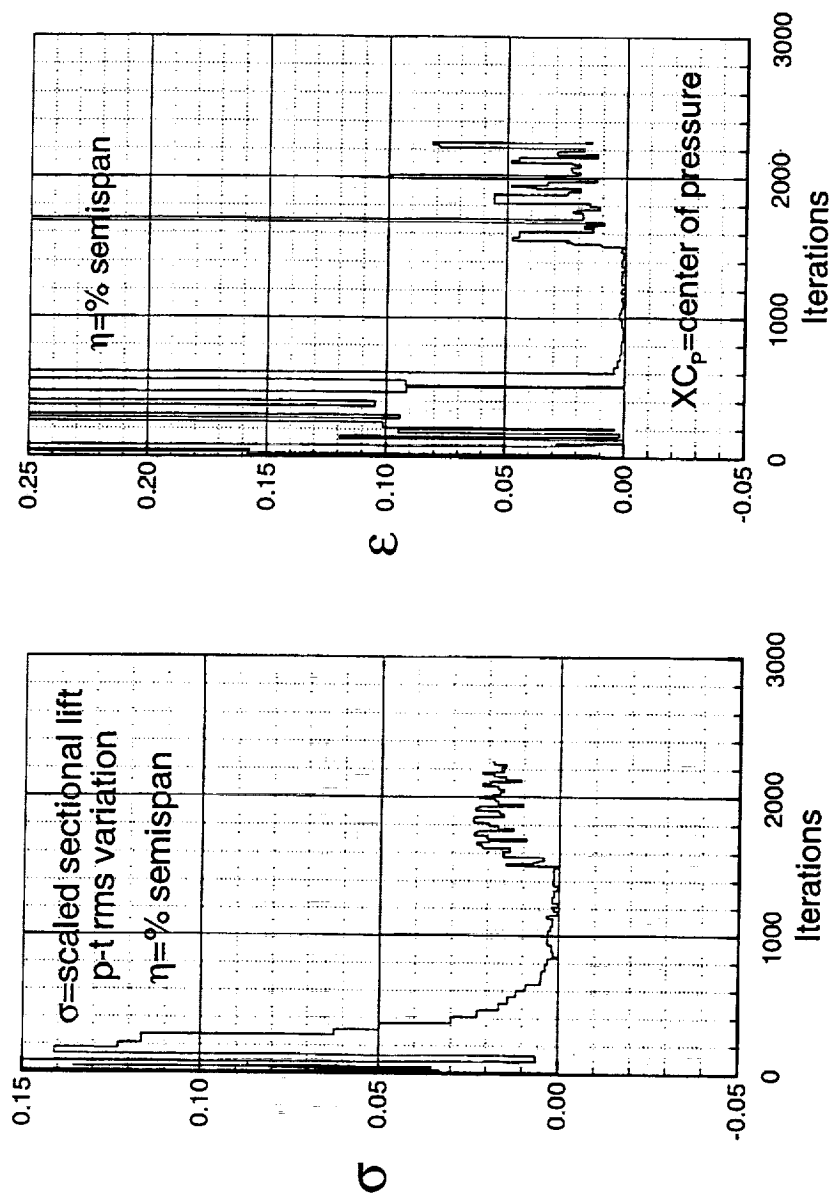 0.15
0.10
0.05
0.00
-0.05
σ
σ=scaled sectional lift
p-t rms variation
η=% semispan
0
1000
2000
3000
Iterations
0.25
0.20
0.15
0.10
0.05
0.00
-0.05
ε
η=% semispan
XCP=center of pressure
0
1000
2000
3000
Iterations